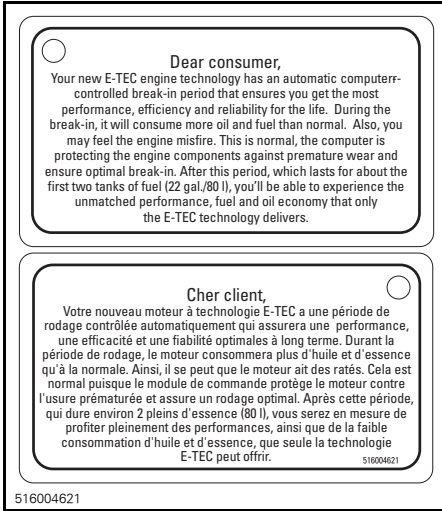 Dear consumer,
Your new E-TEC engine technology has an automatic computer-
controlled break-in period that ensures you get the most
performance, efficiency and reliability for the life.  During the
break-in, it will consume more oil and fuel than normal.  Also, you
may feel the engine misfire. This is normal, the computer is
protecting the engine components against premature wear and
ensure optimal break-in. After this period, which lasts for about the
first two tanks of fuel (22 gal./80 l), you'll be able to experience the
unmatched performance, fuel and oil economy that only
the E-TEC technology delivers.
Cher client,
Votre nouveau moteur à technologie E-TEC a une période de
rodage contrôlée automatiquement qui assurera une  performance,
une efficacité et une fiabilité optimales à long terme. Durant la
période de rodage, le moteur consommera plus d'huile et d'essence
qu'à la normale. Ainsi, il se peut que le moteur ait des ratés. Cela est
normal puisque le module de commande protège le moteur contre
l'usure prématurée et assure un rodage optimal. Après cette période,
qui dure environ 2 pleins d'essence (80 l), vous serez en mesure de
profiter pleinement des performances, ainsi que de la faible
consommation d'huile et d'essence, que seule la technologie
E-TEC peut offrir.
516004621
516004621